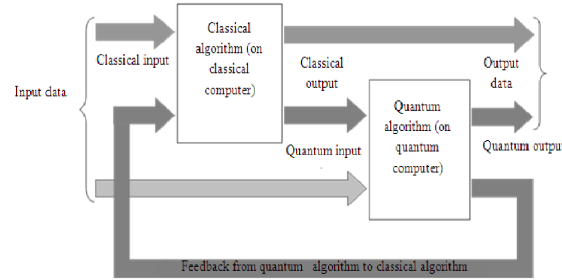 Classical
algorithm (on
classical
computer)
Classical input
Classical
output
Output
data
Input data
Quantum
algorithm (on
quantum
computer)
Quantum input
Quantum output
Feedback from quantum algorithm to classical algorithm